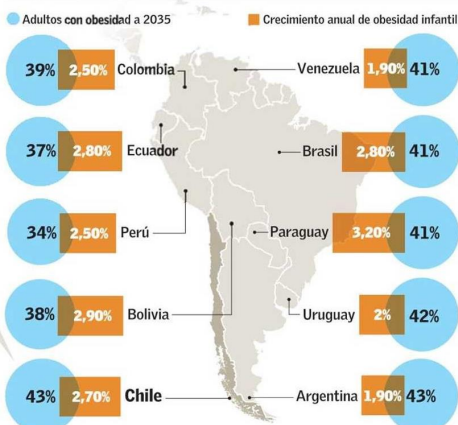 Adultos con obesidad a 2035
Crecimiento anual de obesidad infantil
39% 2,50% Colombia
Venezuela 1,90% 41%
37% 2,80% Ecuador
Brasil 2,80% 41%
34% 2,50% Perú
Paraguay 3,20% 41%
38% 2,90% Bolivia
Uruguay 2% 42%
43% 2,70% Chile
Argentina 1,90% 43%